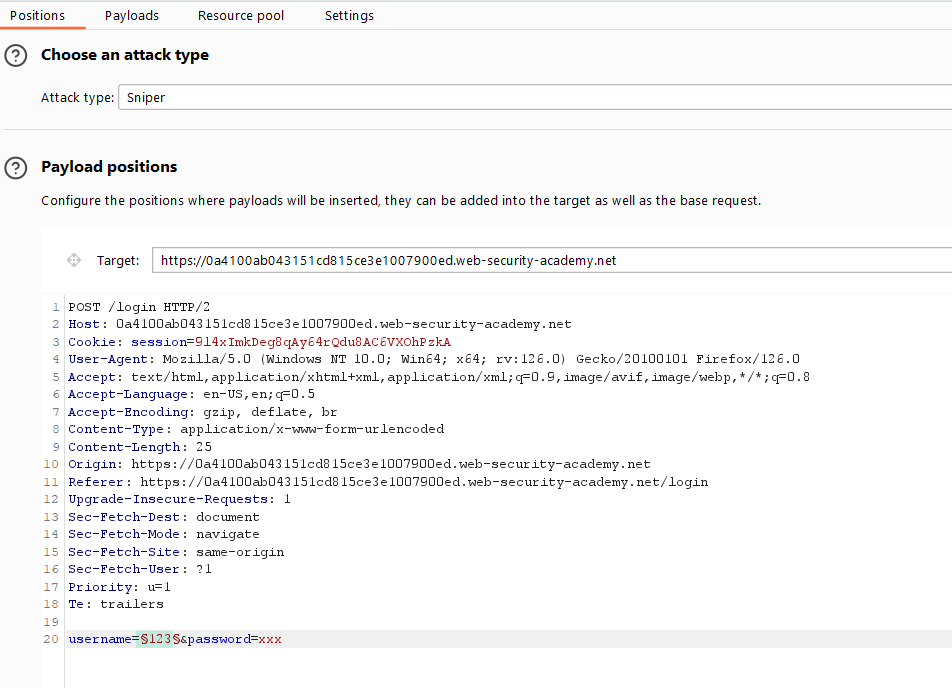 Positions Payloads Resource pool Settings
? Choose an attack type
Attack type: Sniper
? Payload positions
Configure the positions where payloads will be inserted, they can be added into the target as well as the base request.
Target: https://0a4100ab043151cd815ce3e1007900ed.web-security-academy.net
1 POST /login HTTP/2
2 Host: 0a4100ab043151cd815ce3e1007900ed.web-security-academy.net
3 Cookie: session=9l4xImkDeg8qAy64rQdu8AC6VXOhPzkA
4 User-Agent: Mozilla/5.0 (Windows NT 10.0; Win64; x64; rv:126.0) Gecko/20100101 Firefox/126.0
5 Accept: text/html,application/xhtml+xml,application/xml;q=0.9,image/avif,image/webp,*/*;q=0.8
6 Accept-Language: en-US,en;q=0.5
7 Accept-Encoding: gzip, deflate, br
8 Content-Type: application/x-www-form-urlencoded
9 Content-Length: 25
10 Origin: https://0a4100ab043151cd815ce3e1007900ed.web-security-academy.net
11 Referer: https://0a4100ab043151cd815ce3e1007900ed.web-security-academy.net/login
12 Upgrade-Insecure-Requests: 1
13 Sec-Fetch-Dest: document
14 Sec-Fetch-Mode: navigate
15 Sec-Fetch-Site: same-origin
16 Sec-Fetch-User: ?1
17 Priority: u=1
18 Te: trailers
19
20 username=§123§&password=xxx